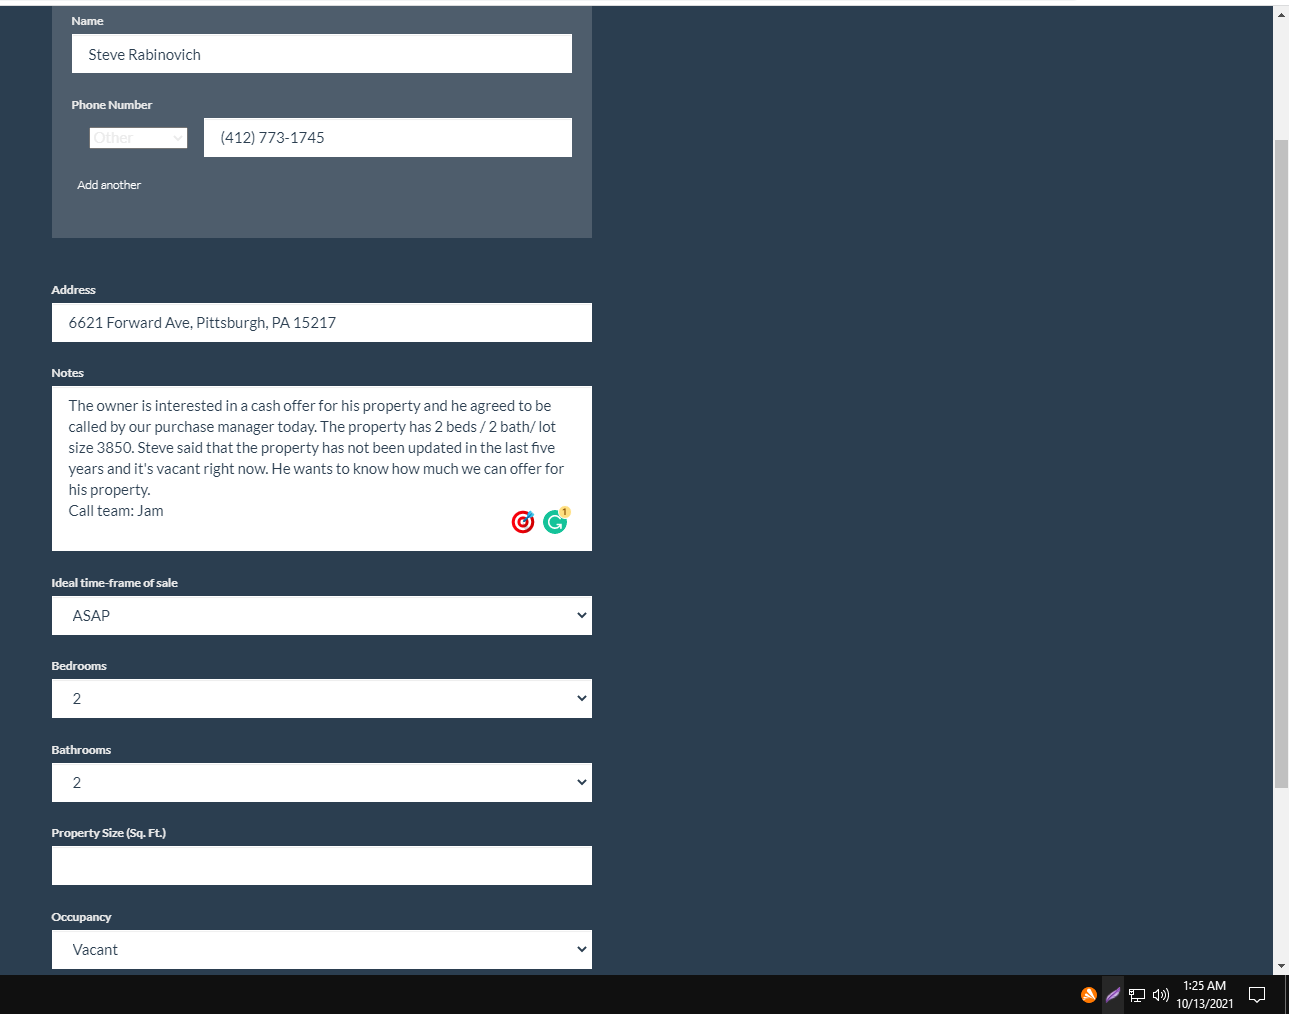 Name
Steve Rabinovich
Phone Number
Other
(412) 773-1745
Add another
Address
6621 Forward Ave, Pittsburgh, PA 15217
Notes
The owner is interested in a cash offer for his property and he agreed to be
called by our purchase manager today. The property has 2 beds / 2 bath/ lot
size 3850. Steve said that the property has not been updated in the last five
years and it's vacant right now. He wants to know how much we can offer for
his property.
Call team: Jam
1
Ideal time-frame of sale
ASAP
Bedrooms
2
Bathrooms
2
Property Size (Sq. Ft.)
Occupancy
Vacant
1:25 AM
10/13/2021